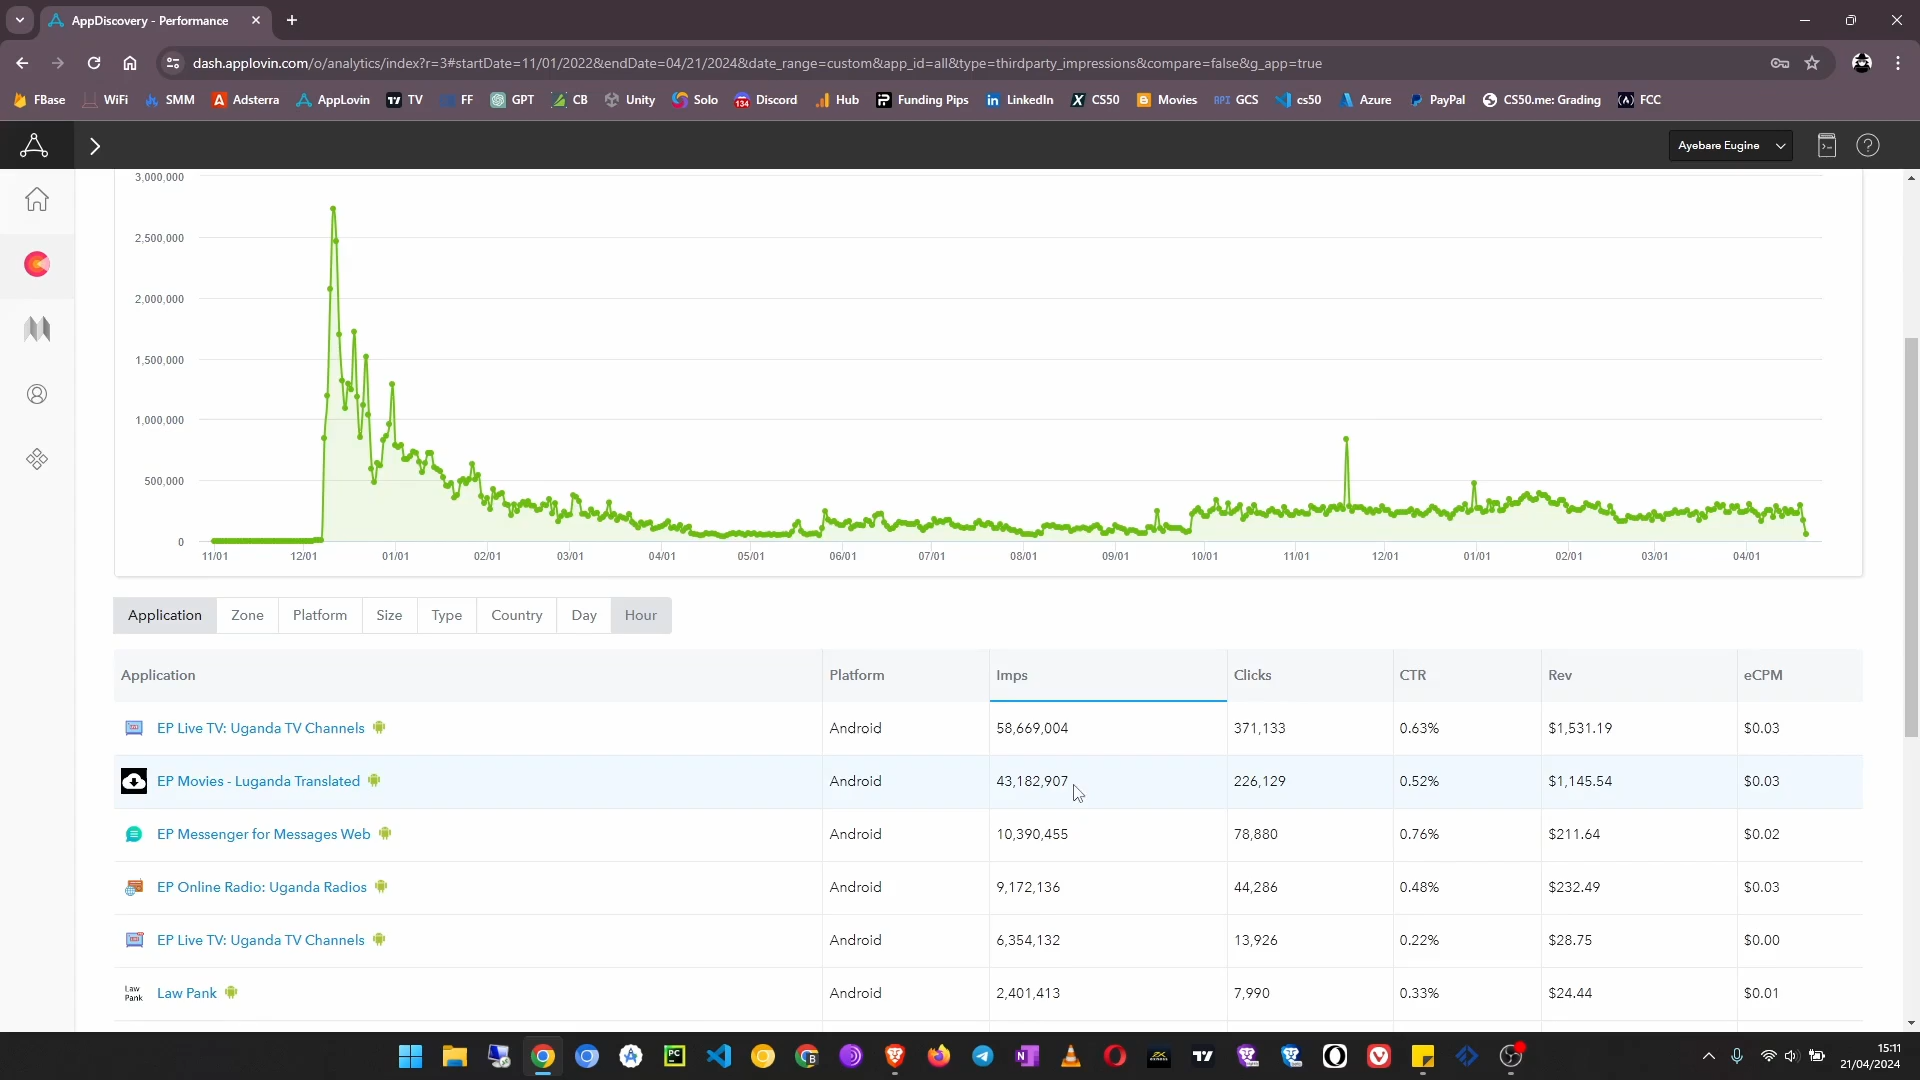 AppDiscovery - Performance
dash.applovin.com/o/analytics/index?r=3#startDate=11/01/2022&endDate=04/21/2024&date_range=custom&app_id=all&type=thirdparty_impressions&compare=false&g_app=true
FBase WiFi SMM Adsterra AppLovin TV FF GPT CB Unity Solo 134 Discord Hub Funding Pips LinkedIn CS50 Movies API GCS cs50 Azure PayPal CS50.me: Grading FCC
Ayebare Eugine
3,000,000
2,500,000
2,000,000
1,500,000
1,000,000
500,000
0
11/01 12/01 01/01 02/01 03/01 04/01 05/01 06/01 07/01 08/01 09/01 10/01 11/01 12/01 01/01 02/01 03/01 04/01
Application Zone Platform Size Type Country Day Hour
Application Platform Imps Clicks CTR Rev eCPM
EP Live TV: Uganda TV Channels Android 58,669,004 371,133 0.63% $1,531.19 $0.03
EP Movies - Luganda Translated Android 43,182,907 226,129 0.52% $1,145.54 $0.03
EP Messenger for Messages Web Android 10,390,455 78,880 0.76% $211.64 $0.02
EP Online Radio: Uganda Radios Android 9,172,136 44,286 0.48% $232.49 $0.03
EP Live TV: Uganda TV Channels Android 6,354,132 13,926 0.22% $28.75 $0.00
Law Pank Law Pank Android 2,401,413 7,990 0.33% $24.44 $0.01
15:11
21/04/2024